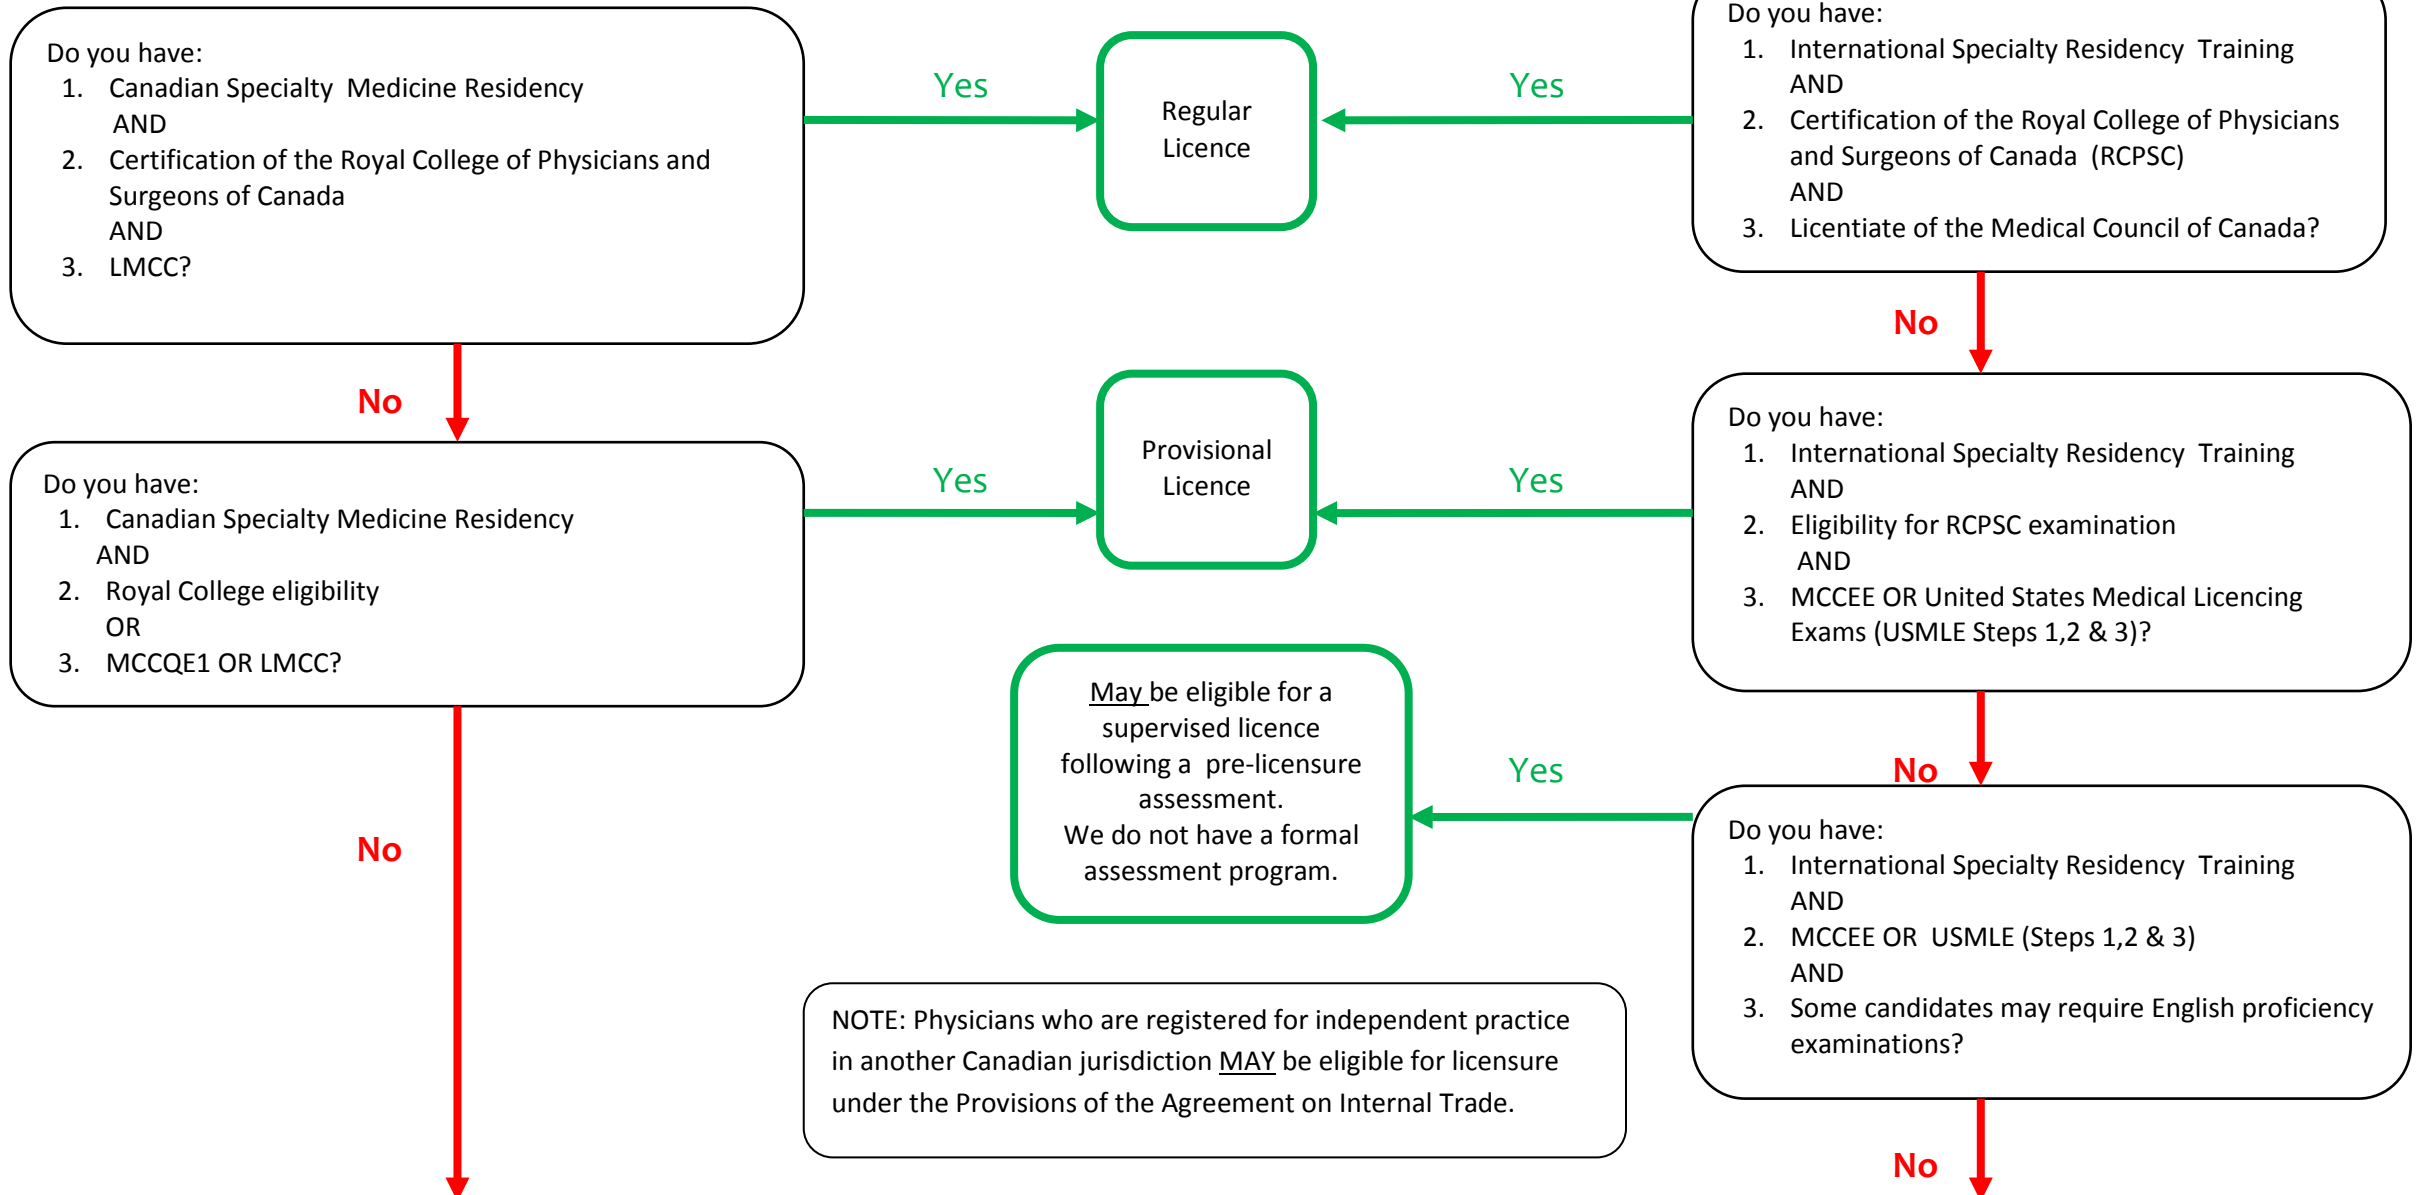 Do you have:
1. Canadian Specialty Medicine Residency
AND
2. Certification of the Royal College of Physicians and
Surgeons of Canada
AND
3. LMCC?
Yes
Regular
Licence
Yes
Do you have:
1. International Specialty Residency Training
AND
2. Certification of the Royal College of Physicians
and Surgeons of Canada (RCPSC)
AND
3. Licentiate of the Medical Council of Canada?
No
No
Do you have:
1. Canadian Specialty Medicine Residency
AND
2. Royal College eligibility
OR
3. MCCQE1 OR LMCC?
Yes
Provisional
Licence
Yes
Do you have:
1. International Specialty Residency Training
AND
2. Eligibility for RCPSC examination
AND
3. MCCEE OR United States Medical Licencing
Exams (USMLE Steps 1,2 & 3)?
No
No
May be eligible for a
supervised licence
following a pre-licensure
assessment.
We do not have a formal
assessment program.
Yes
Do you have:
1. International Specialty Residency Training
AND
2. MCCEE OR USMLE (Steps 1,2 & 3)
AND
3. Some candidates may require English proficiency
examinations?
NOTE: Physicians who are registered for independent practice
in another Canadian jurisdiction MAY be eligible for licensure
under the Provisions of the Agreement on Internal Trade.
No